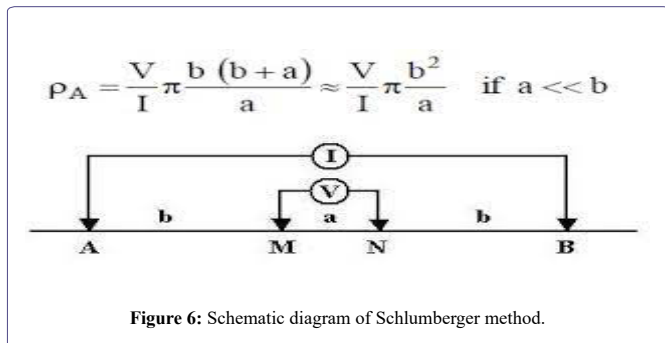 ρA = V/I π b (b + a)/a ≈ V/I π b²/a if a << b
I
V
b a b
A M N B
Figure 6: Schematic diagram of Schlumberger method.